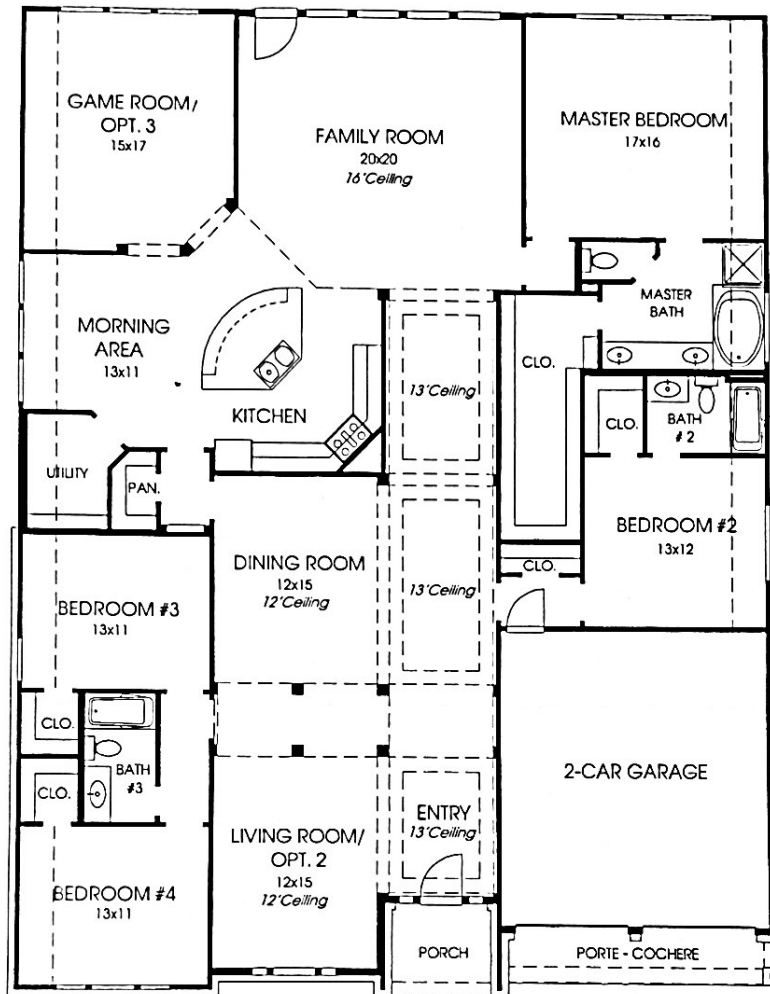 GAME ROOM/
OPT. 3
15x17
FAMILY ROOM
20x20
16'Ceiling
MASTER BEDROOM
17x16
MASTER
BATH
MORNING
AREA
13x11
KITCHEN
13'Ceiling
CLO.
CLO.
BATH
#2
UTILITY
PAN.
DINING ROOM
12x15
12'Ceiling
13'Ceiling
BEDROOM #2
13x12
CLO.
BEDROOM #3
13x11
CLO.
BATH
#3
CLO.
2-CAR GARAGE
LIVING ROOM/
OPT. 2
12x15
12'Ceiling
ENTRY
13'Ceiling
BEDROOM #4
13x11
PORCH
PORTE - COCHERE